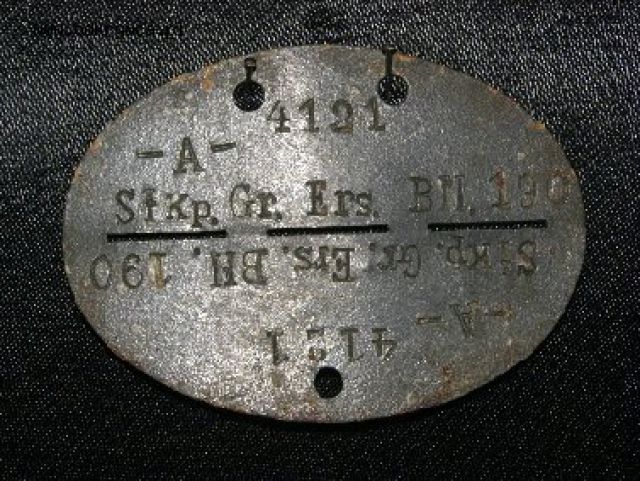 4121
-A-
StKp. Gr. Ers. Btl. 190
StKp. Gr. Ers. Btl. 190
-A-
4121